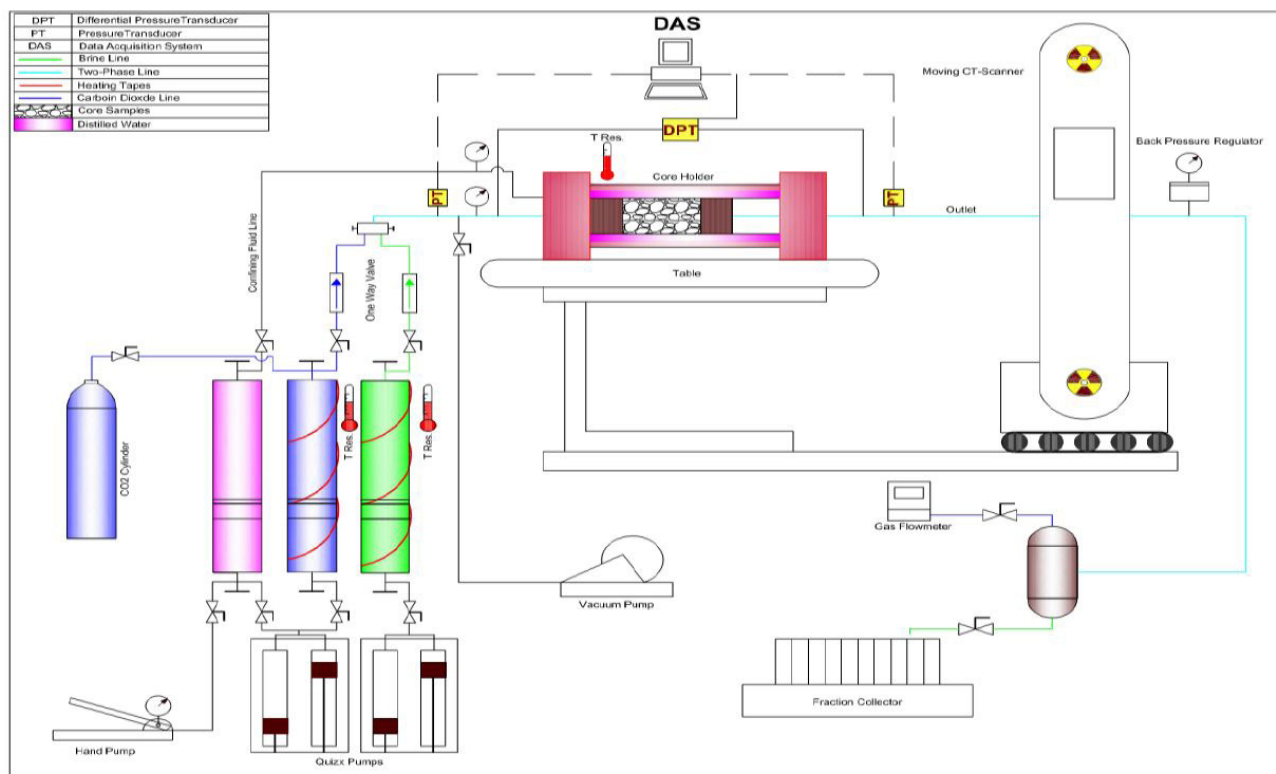 DPT Differential PressureTransducer
PT PressureTransducer
DAS Data Acquisition System
Brine Line
Two-Phase Line
Heating Tapes
Carboin Dioxde Line
Core Samples
Distilled Water
DAS
DPT
T Res.
Core Holder
PT
PT
Moving CT-Scanner
Back Pressure Regulator
Outlet
Table
Confining Fluid Line
One Way Valve
CO2 Cylinder
T Res.
T Res.
Gas Flowmeter
Vacuum Pump
Fraction Collector
Hand Pump
Quizx Pumps